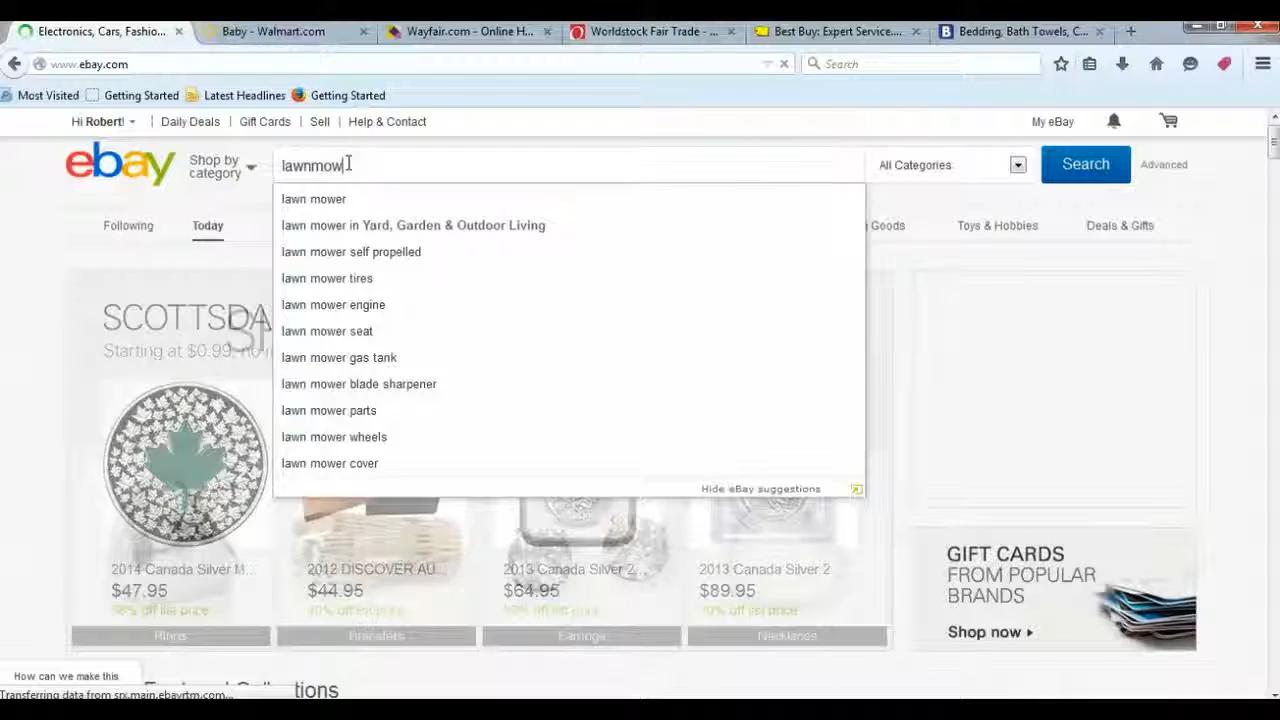 Electronics, Cars, Fashio...
Baby - Walmart.com
Wayfair.com - Online H...
Worldstock Fair Trade - ...
Best Buy: Expert Service....
Bedding, Bath Towels, C...
www.ebay.com
Search
Most Visited
Getting Started
Latest Headlines
Getting Started
Hi Robert!
Daily Deals
Gift Cards
Sell
Help & Contact
My eBay
ebay
Shop by
category
lawnmow
All Categories
Search
Advanced
Following
Today
Goods
Toys & Hobbies
Deals & Gifts
lawn mower
lawn mower in Yard, Garden & Outdoor Living
lawn mower self propelled
lawn mower tires
lawn mower engine
lawn mower seat
lawn mower gas tank
lawn mower blade sharpener
lawn mower parts
lawn mower wheels
lawn mower cover
Hide eBay suggestions
SCOTTSDA
Starting at $0.99, no
2014 Canada Silver M...
$47.95
2012 DISCOVER AU...
$44.95
2013 Canada Silver 2...
$64.95
2013 Canada Silver 2
$89.95
Rings
Bracelets
Earrings
Necklaces
GIFT CARDS
FROM POPULAR
BRANDS
Shop now
How can we make this
Collections